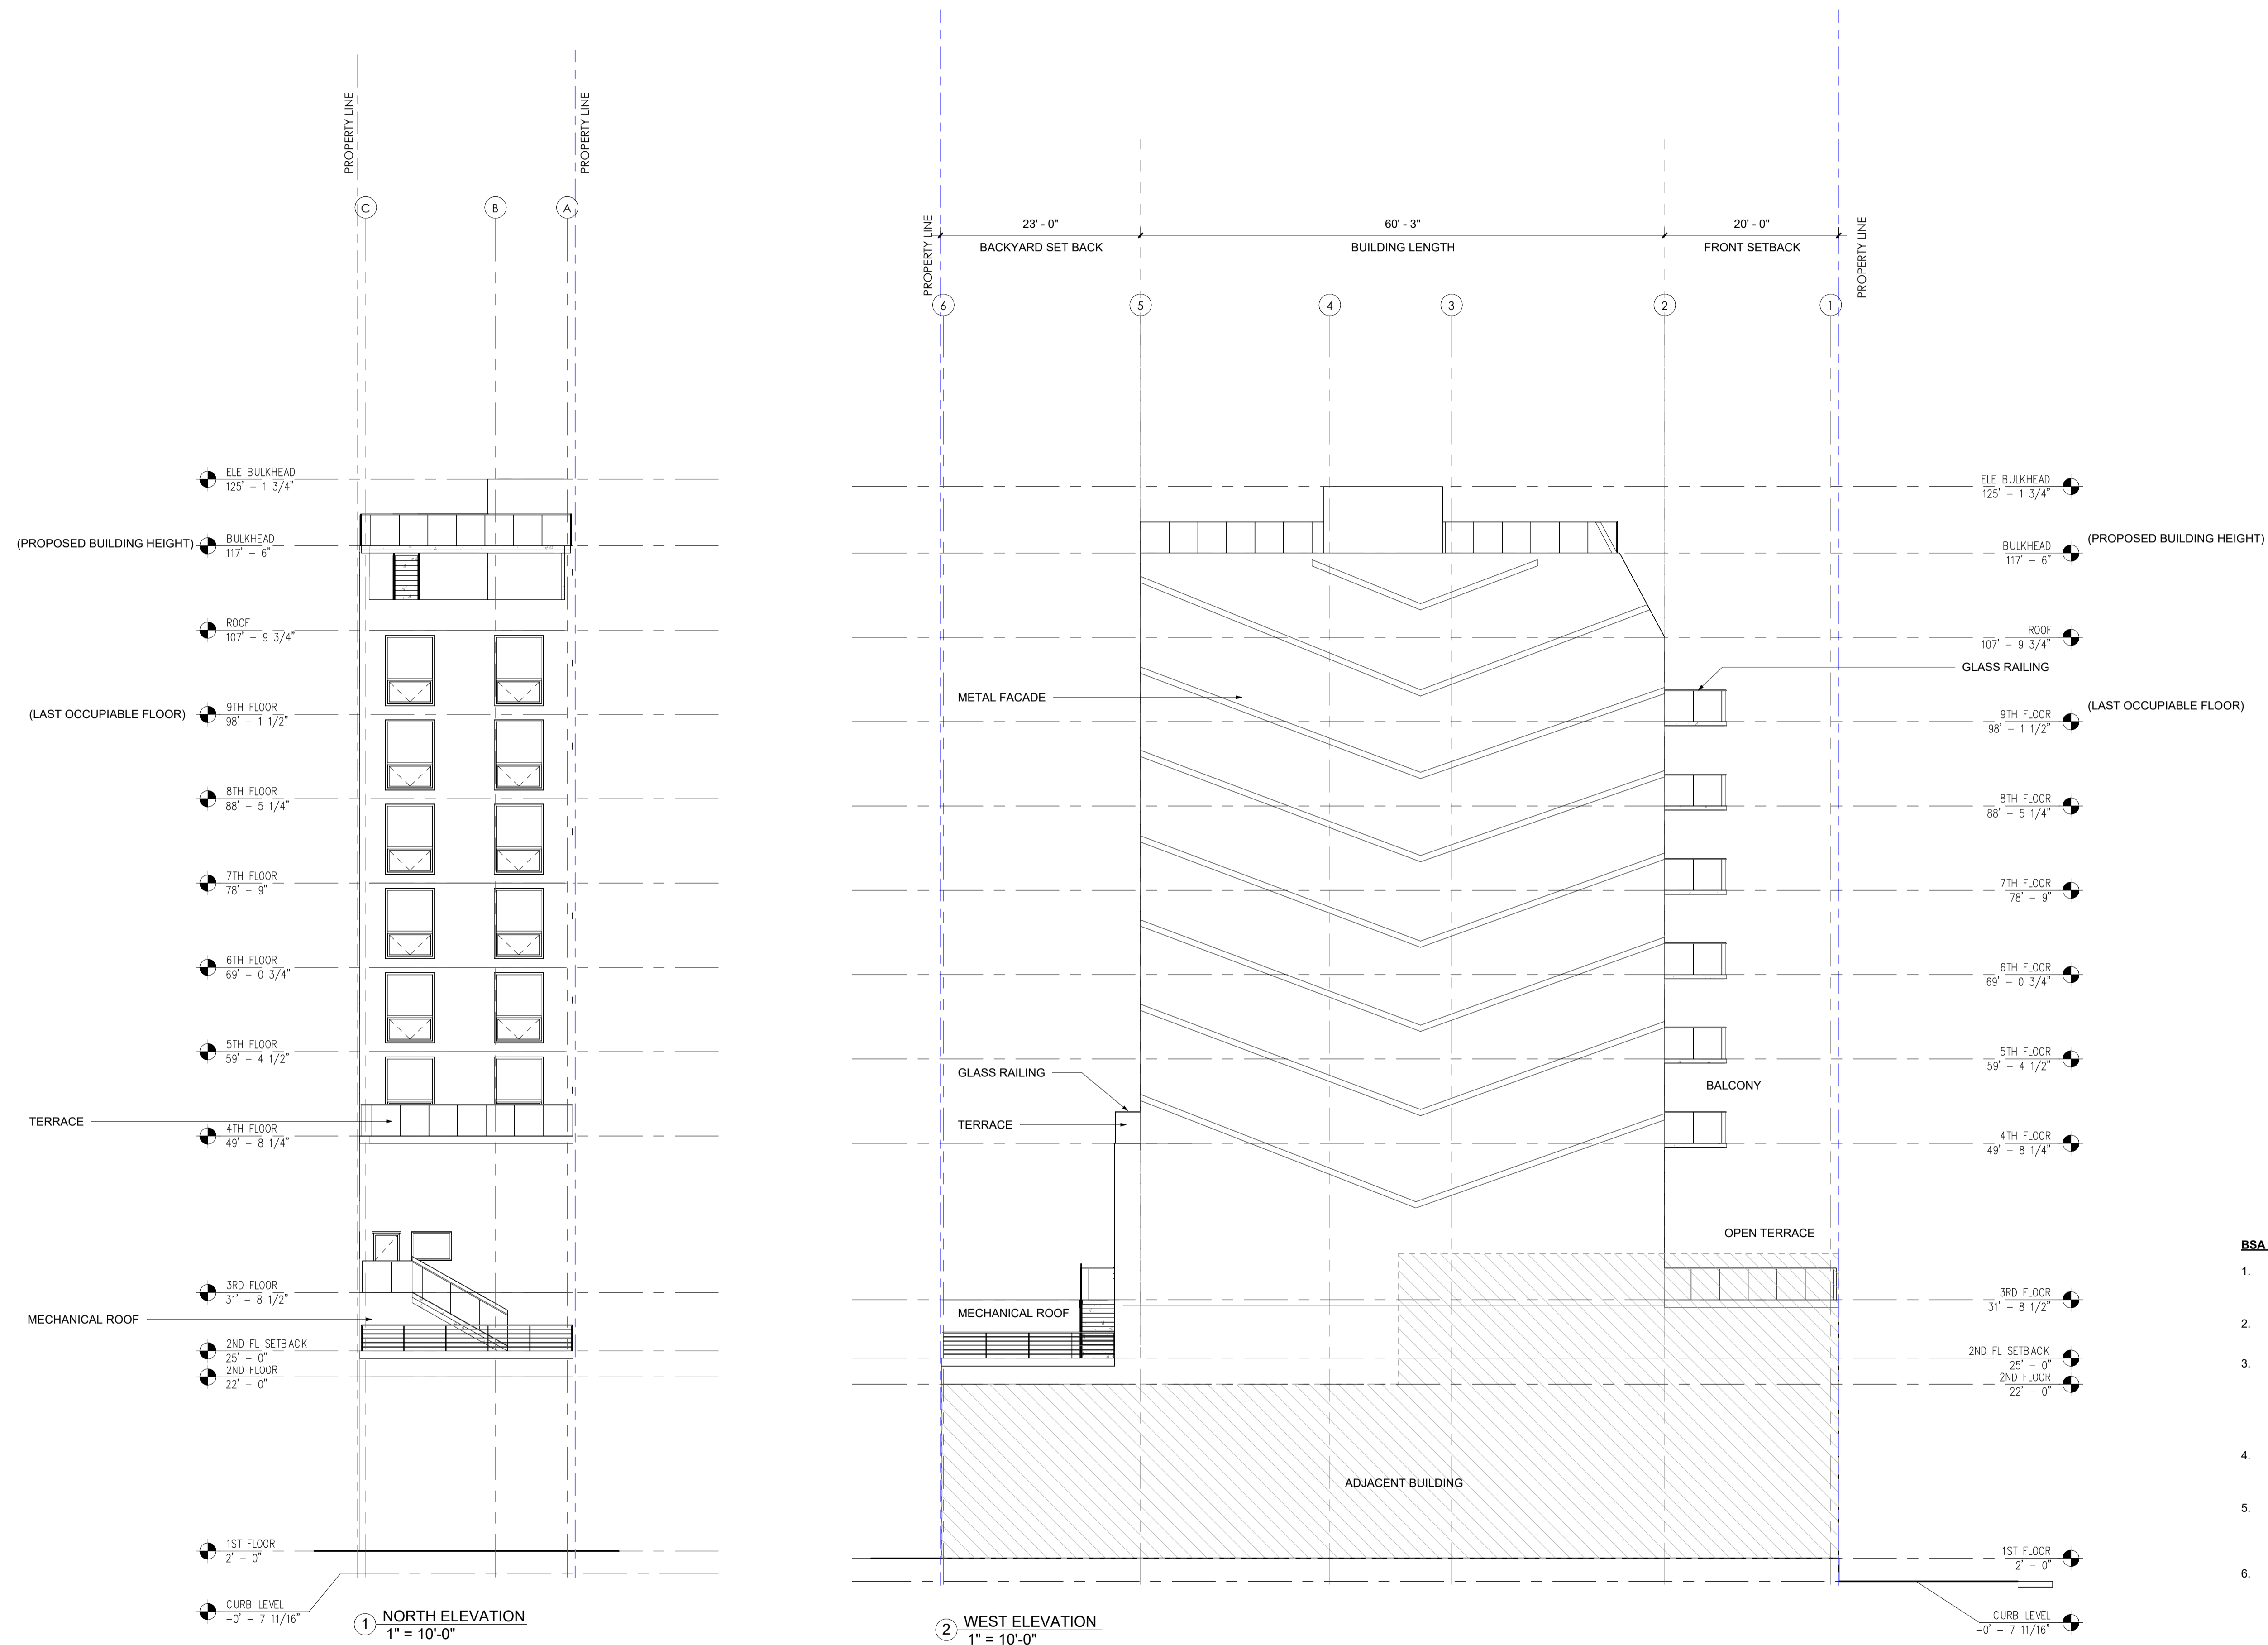 PROPERTY LINE
PROPERTY LINE
C
B
A
ELE BULKHEAD
125' - 1 3/4"
(PROPOSED BUILDING HEIGHT)
BULKHEAD
117' - 6"
ROOF
107' - 9 3/4"
(LAST OCCUPIABLE FLOOR)
9TH FLOOR
98' - 1 1/2"
8TH FLOOR
88' - 5 1/4"
7TH FLOOR
78' - 9"
6TH FLOOR
69' - 0 3/4"
5TH FLOOR
59' - 4 1/2"
TERRACE
4TH FLOOR
49' - 8 1/4"
3RD FLOOR
31' - 8 1/2"
MECHANICAL ROOF
2ND FL SETBACK
25' - 0"
2ND FLOOR
22' - 0"
1ST FLOOR
2' - 0"
CURB LEVEL
-0' - 7 11/16"
1
NORTH ELEVATION
1" = 10'-0"
PROPERTY LINE
23' - 0"
BACKYARD SET BACK
60' - 3"
BUILDING LENGTH
20' - 0"
FRONT SETBACK
PROPERTY LINE
6
5
4
3
2
1
METAL FACADE
GLASS RAILING
TERRACE
MECHANICAL ROOF
ADJACENT BUILDING
GLASS RAILING
BALCONY
OPEN TERRACE
ELE BULKHEAD
125' - 1 3/4"
(PROPOSED BUILDING HEIGHT)
BULKHEAD
117' - 6"
ROOF
107' - 9 3/4"
(LAST OCCUPIABLE FLOOR)
9TH FLOOR
98' - 1 1/2"
8TH FLOOR
88' - 5 1/4"
7TH FLOOR
78' - 9"
6TH FLOOR
69' - 0 3/4"
5TH FLOOR
59' - 4 1/2"
4TH FLOOR
49' - 8 1/4"
3RD FLOOR
31' - 8 1/2"
2ND FL SETBACK
25' - 0"
2ND FLOOR
22' - 0"
1ST FLOOR
2' - 0"
CURB LEVEL
-0' - 7 11/16"
2
WEST ELEVATION
1" = 10'-0"
BSA
1.
2.
3.
4.
5.
6.